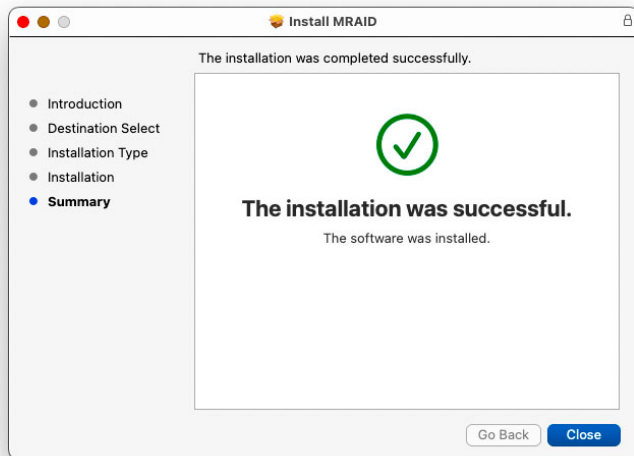 Install MRAID
The installation was completed successfully.
Introduction
Destination Select
Installation Type
Installation
Summary
The installation was successful.
The software was installed.
Go Back
Close